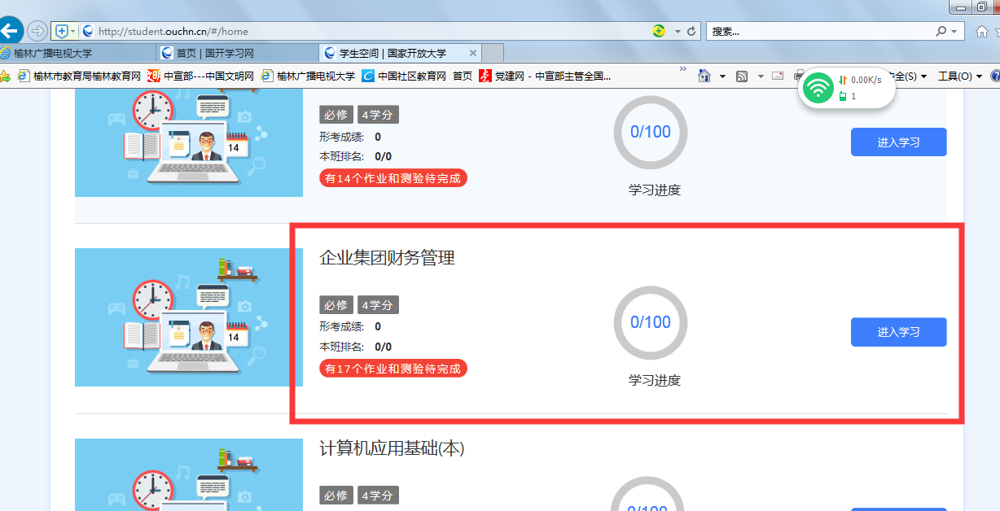 http://student.ouchn.cn/#/home
搜索...
榆林广播电视大学
首页 | 国开学习网
学生空间 | 国家开放大学
榆林市教育局榆林教育网
中宣部---中国文明网
榆林广播电视大学
中国社区教育网
首页
党建网 - 中宣部主管全国...
全(S)
工具(O)
0.00K/s
1
必修
4学分
形考成绩: 0
本班排名: 0/0
有14个作业和测验待完成
14
0/100
学习进度
进入学习
企业集团财务管理
必修
4学分
形考成绩: 0
本班排名: 0/0
有17个作业和测验待完成
14
0/100
学习进度
进入学习
计算机应用基础(本)
必修
4学分
0/100